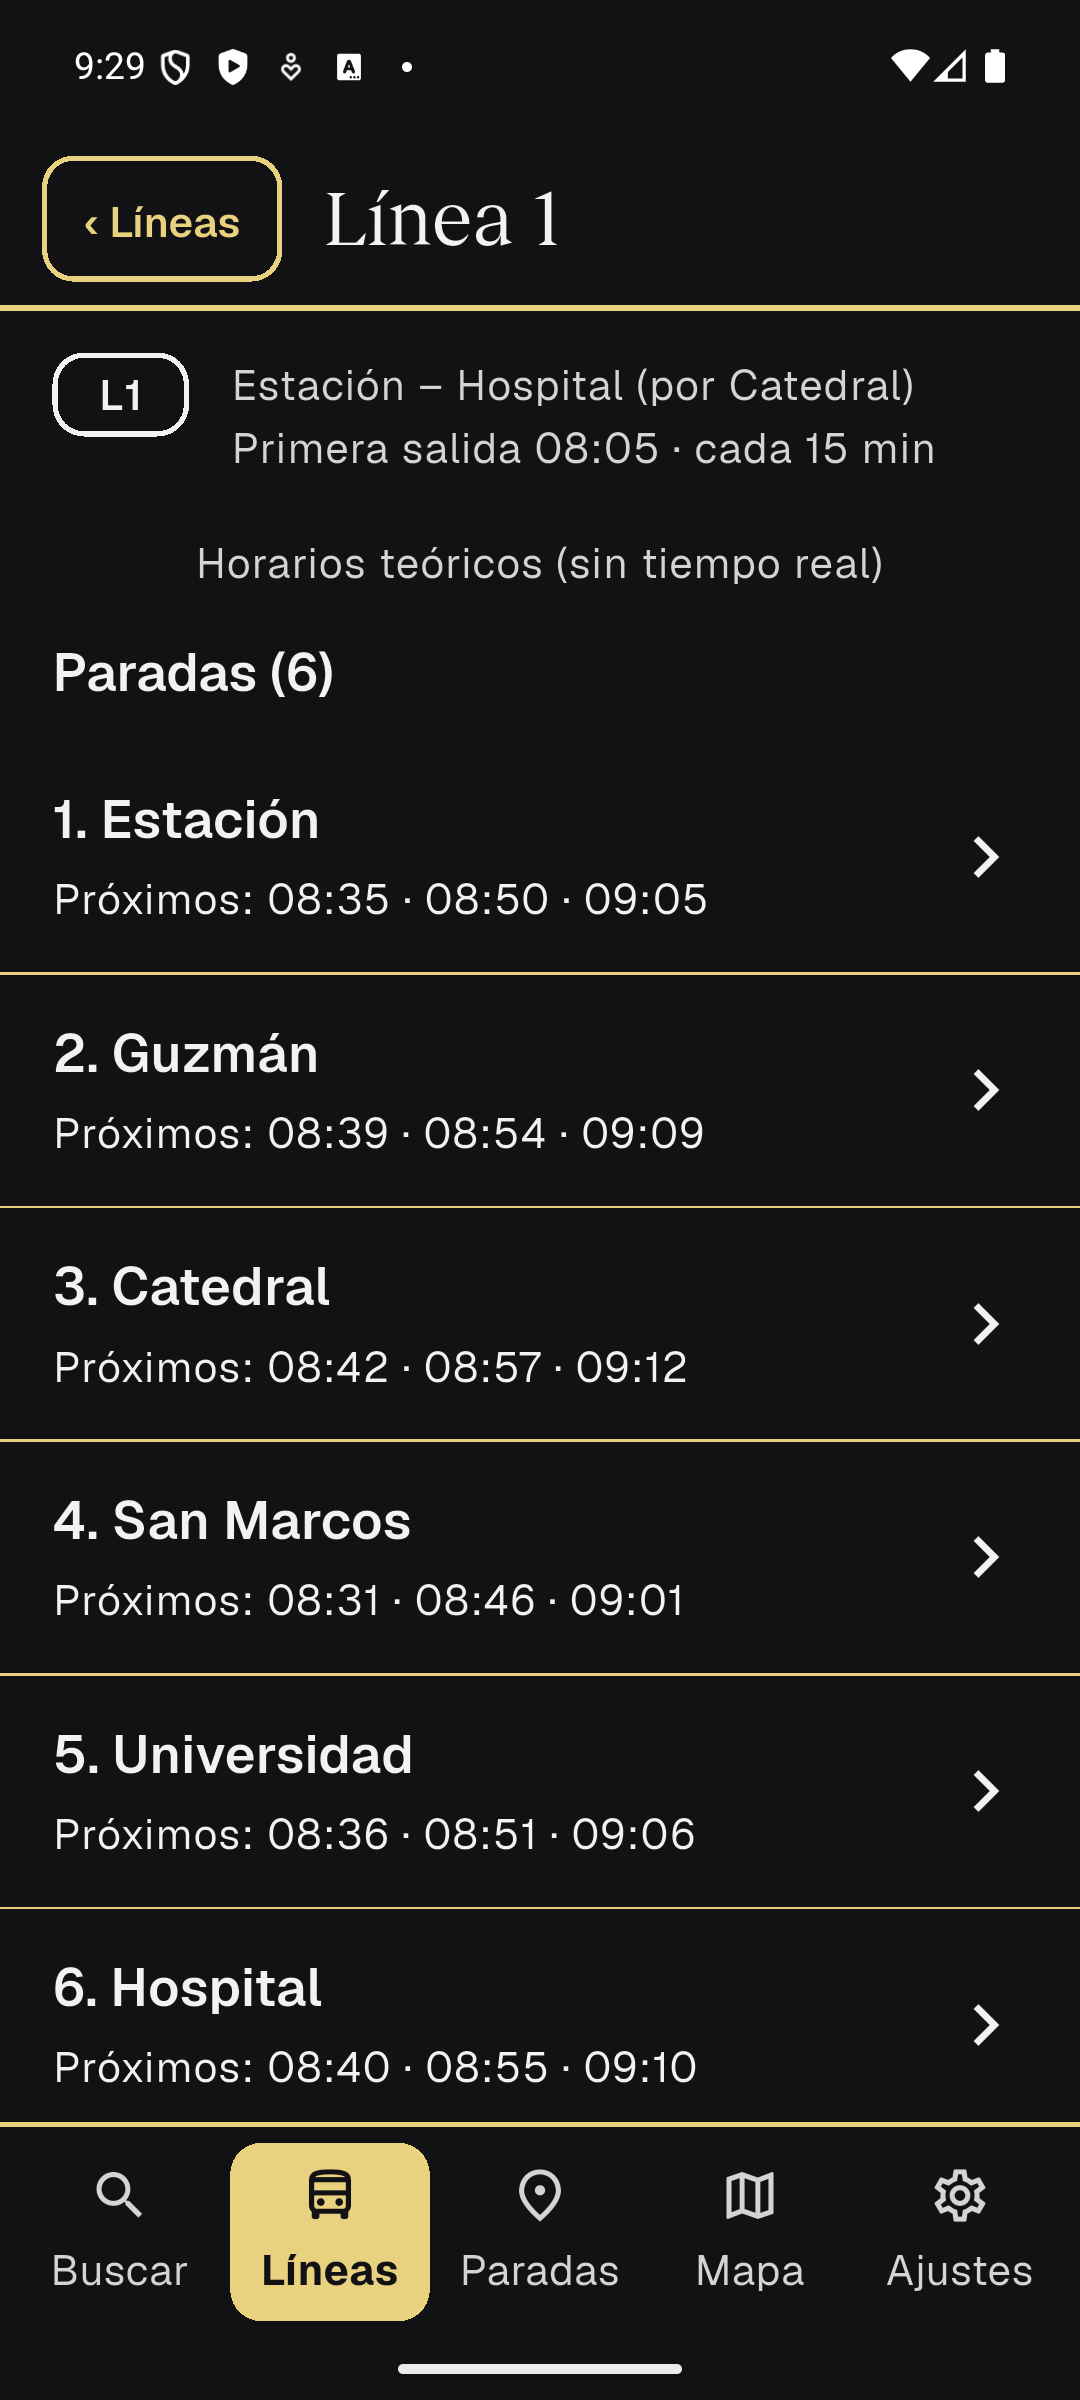 9:29
‹ Líneas
Línea 1
L1
Estación – Hospital (por Catedral)
Primera salida 08:05 · cada 15 min
Horarios teóricos (sin tiempo real)
Paradas (6)
1. Estación
Próximos: 08:35 · 08:50 · 09:05
2. Guzmán
Próximos: 08:39 · 08:54 · 09:09
3. Catedral
Próximos: 08:42 · 08:57 · 09:12
4. San Marcos
Próximos: 08:31 · 08:46 · 09:01
5. Universidad
Próximos: 08:36 · 08:51 · 09:06
6. Hospital
Próximos: 08:40 · 08:55 · 09:10
Buscar
Líneas
Paradas
Mapa
Ajustes